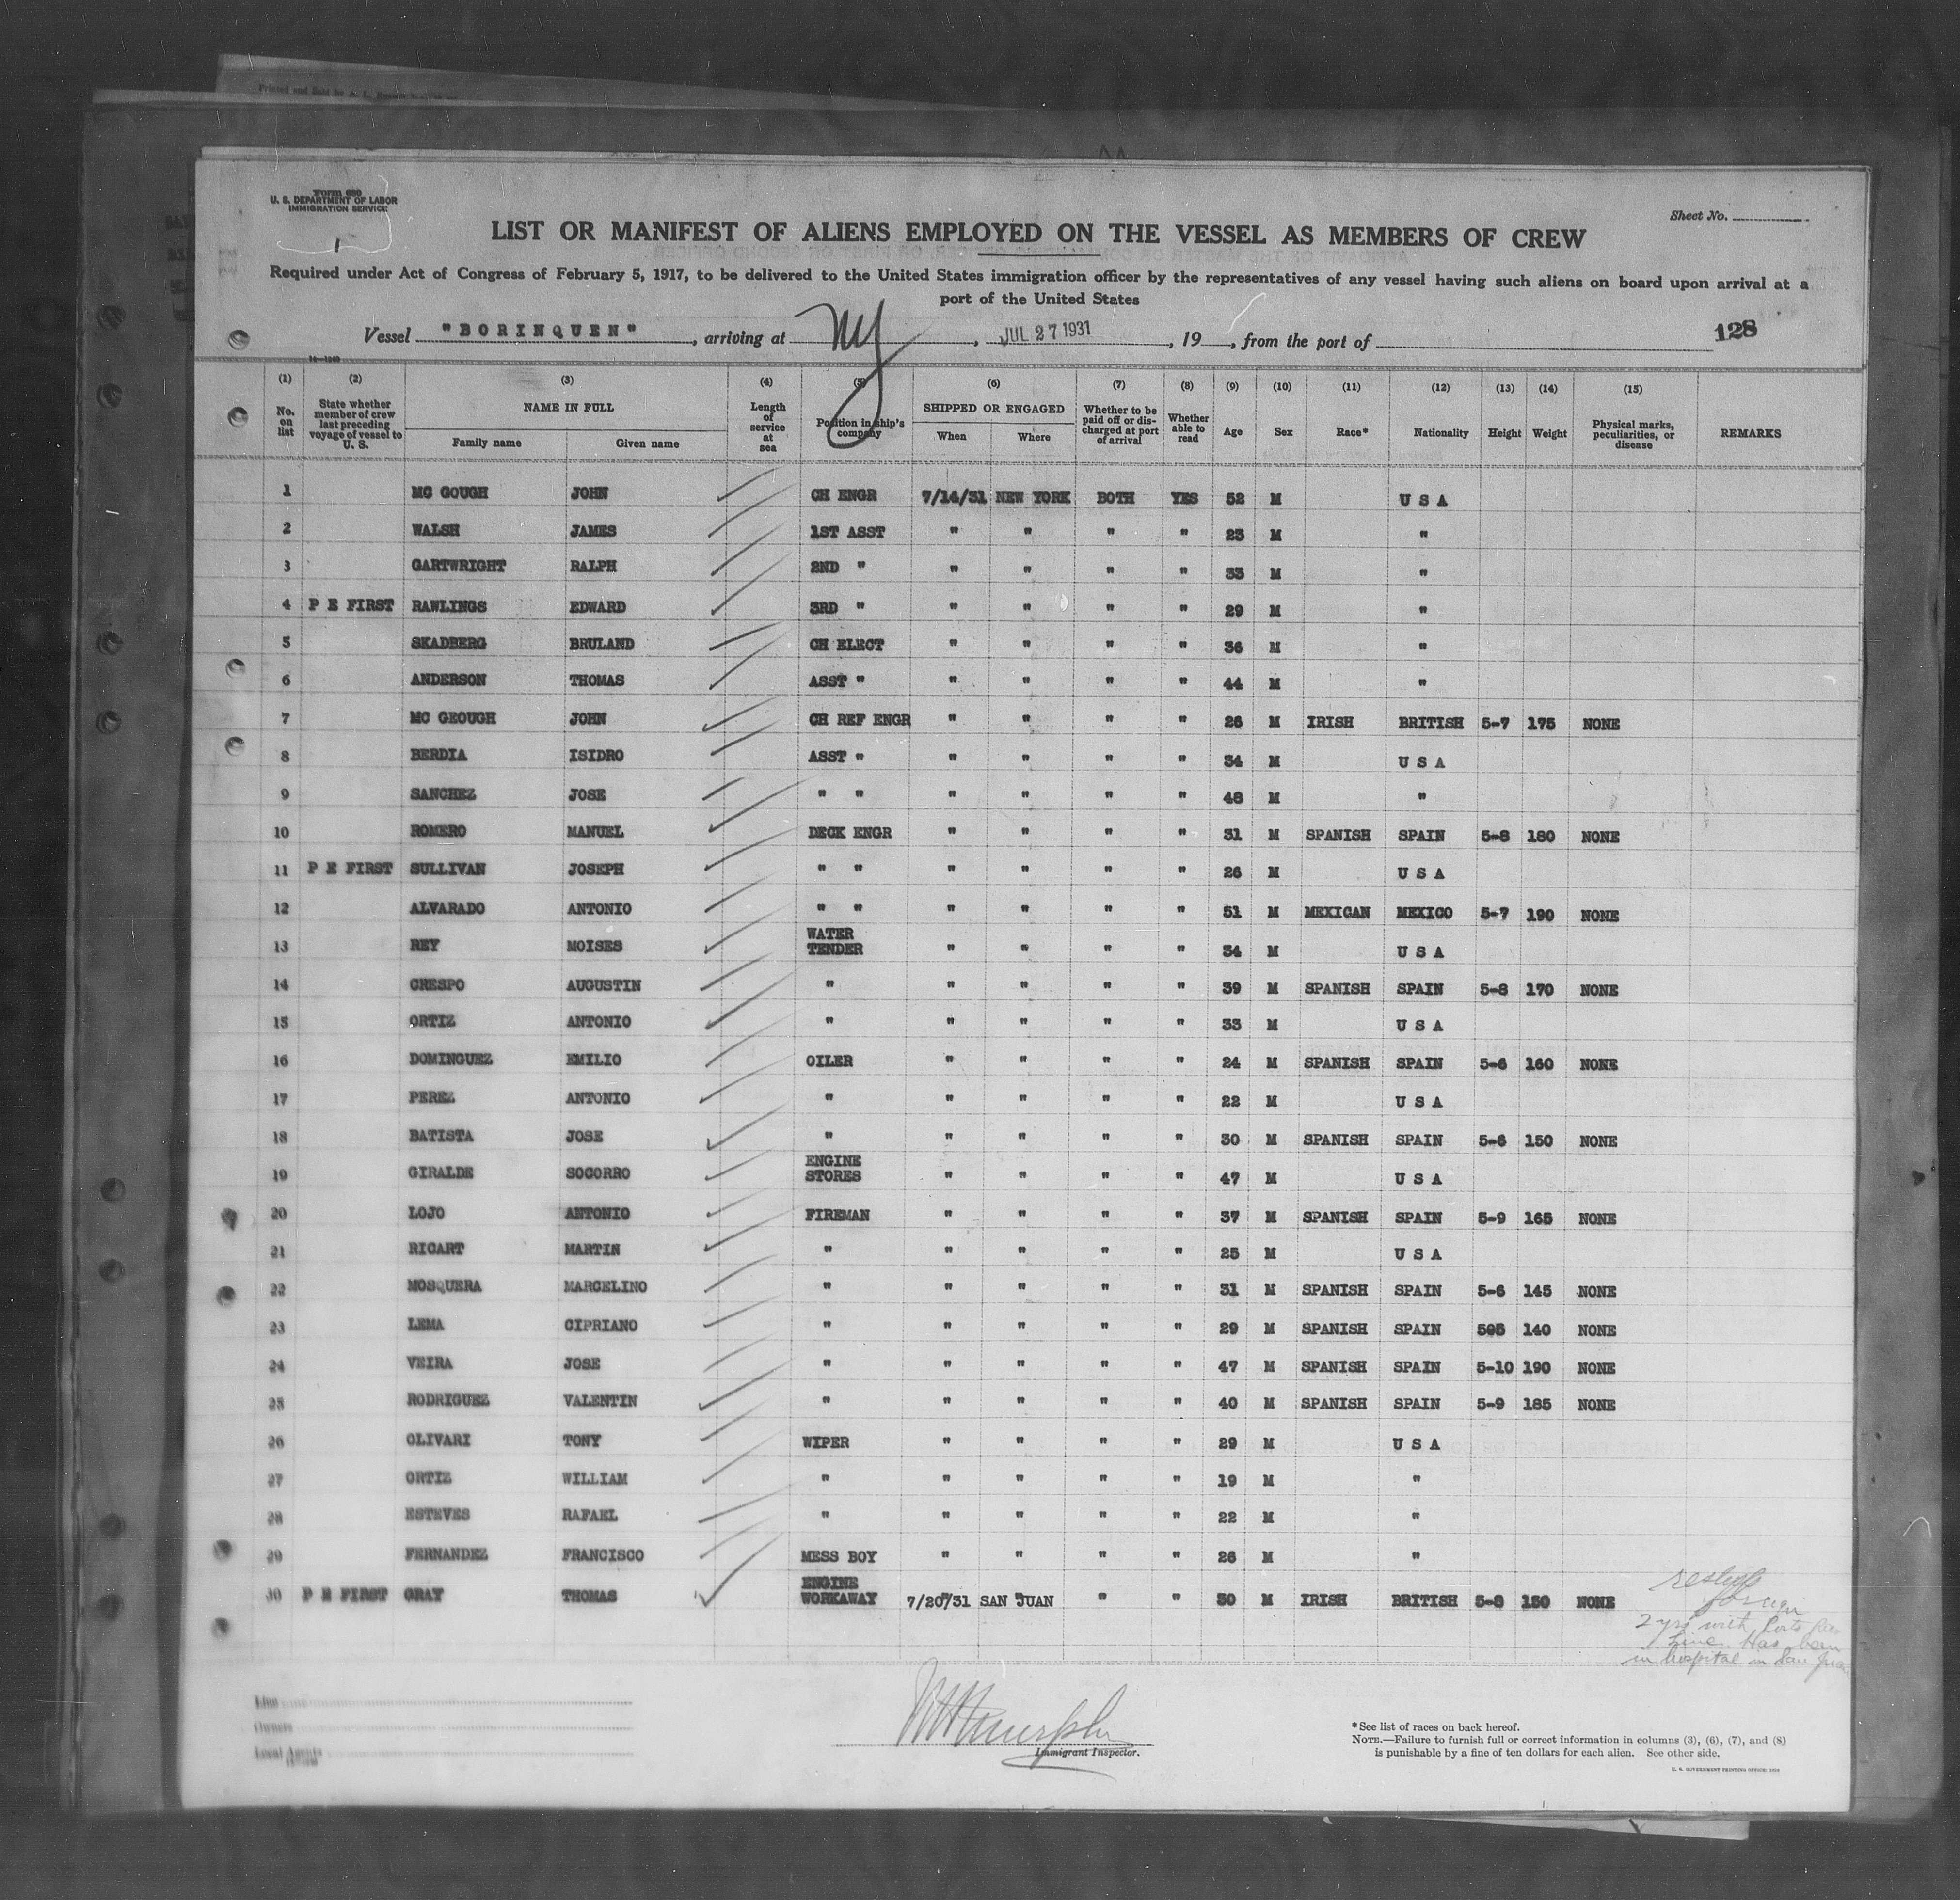 Form 680
U. S. DEPARTMENT OF LABOR
IMMIGRATION SERVICE
Sheet No.
LIST OR MANIFEST OF ALIENS EMPLOYED ON THE VESSEL AS MEMBERS OF CREW
Required under Act of Congress of February 5, 1917, to be delivered to the United States immigration officer by the representatives of any vessel having such aliens on board upon arrival at a
port of the United States
Vessel "BORINQUEN", arriving at NY, JUL 27 1931, 19, from the port of 128
(1) (2) (3) (4) (5) (6) (7) (8) (9) (10) (11) (12) (13) (14) (15)
No. on list State whether member of crew last preceding voyage of vessel to U. S. NAME IN FULL Family name Given name Length of service at sea Position in ship's company SHIPPED OR ENGAGED When Where Whether to be paid off or discharged at port of arrival Whether able to read Age Sex Race* Nationality Height Weight Physical marks, peculiarities, or disease REMARKS
1 MC GOUGH JOHN CH ENGR 7/14/31 NEW YORK BOTH YES 52 M U S A
2 WALSH JAMES 1ST ASST " " " " 23 M "
3 CARTWRIGHT RALPH 2ND " " " " " 33 M "
4 P E FIRST RAWLINGS EDWARD 3RD " " " " " 29 M "
5 SKADBERG BRULAND CH ELECT " " " " 36 M "
6 ANDERSON THOMAS ASST " " " " " 44 M "
7 MC GEOUGH JOHN CH REF ENGR " " " " 26 M IRISH BRITISH 5-7 175 NONE
8 BERDIA ISIDRO ASST " " " " " 34 M U S A
9 SANCHEZ JOSE " " " " " " 48 M "
10 ROMERO MANUEL DECK ENGR " " " " 31 M SPANISH SPAIN 5-8 180 NONE
11 P E FIRST SULLIVAN JOSEPH " " " " " " 26 M U S A
12 ALVARADO ANTONIO " " " " " " 51 M MEXICAN MEXICO 5-7 190 NONE
13 REY MOISES WATER TENDER " " " " 34 M U S A
14 CRESPO AUGUSTIN " " " " " 39 M SPANISH SPAIN 5-8 170 NONE
15 ORTIZ ANTONIO " " " " " 33 M U S A
16 DOMINGUEZ EMILIO OILER " " " " 24 M SPANISH SPAIN 5-6 160 NONE
17 PEREZ ANTONIO " " " " " 22 M U S A
18 BATISTA JOSE " " " " " 30 M SPANISH SPAIN 5-6 150 NONE
19 GIRALDE SOCORRO ENGINE STORES " " " " 47 M U S A
20 LOJO ANTONIO FIREMAN " " " " 37 M SPANISH SPAIN 5-9 165 NONE
21 RICART MARTIN " " " " " 25 M U S A
22 MOSQUERA MARCELINO " " " " " 31 M SPANISH SPAIN 5-6 145 NONE
23 LEMA CIPRIANO " " " " " 29 M SPANISH SPAIN 505 140 NONE
24 VEIRA JOSE " " " " " 47 M SPANISH SPAIN 5-10 190 NONE
25 RODRIGUEZ VALENTIN " " " " " 40 M SPANISH SPAIN 5-9 185 NONE
26 OLIVARI TONY WIPER " " " " 29 M U S A
27 ORTIZ WILLIAM " " " " " 19 M "
28 ESTEVES RAFAEL " " " " " 22 M "
29 FERNANDEZ FRANCISCO MESS BOY " " " " 26 M "
30 P E FIRST GRAY THOMAS ENGINE WORKAWAY 7/20/31 SAN JUAN " " 30 M IRISH BRITISH 5-8 150 NONE
2 yrs with Porto Rico
Line. Has been
in hospital in San Juan
Line
Owners
Local Agents
Immigrant Inspector.
*See list of races on back hereof.
NOTE.—Failure to furnish full or correct information in columns (3), (6), (7), and (8)
is punishable by a fine of ten dollars for each alien. See other side.